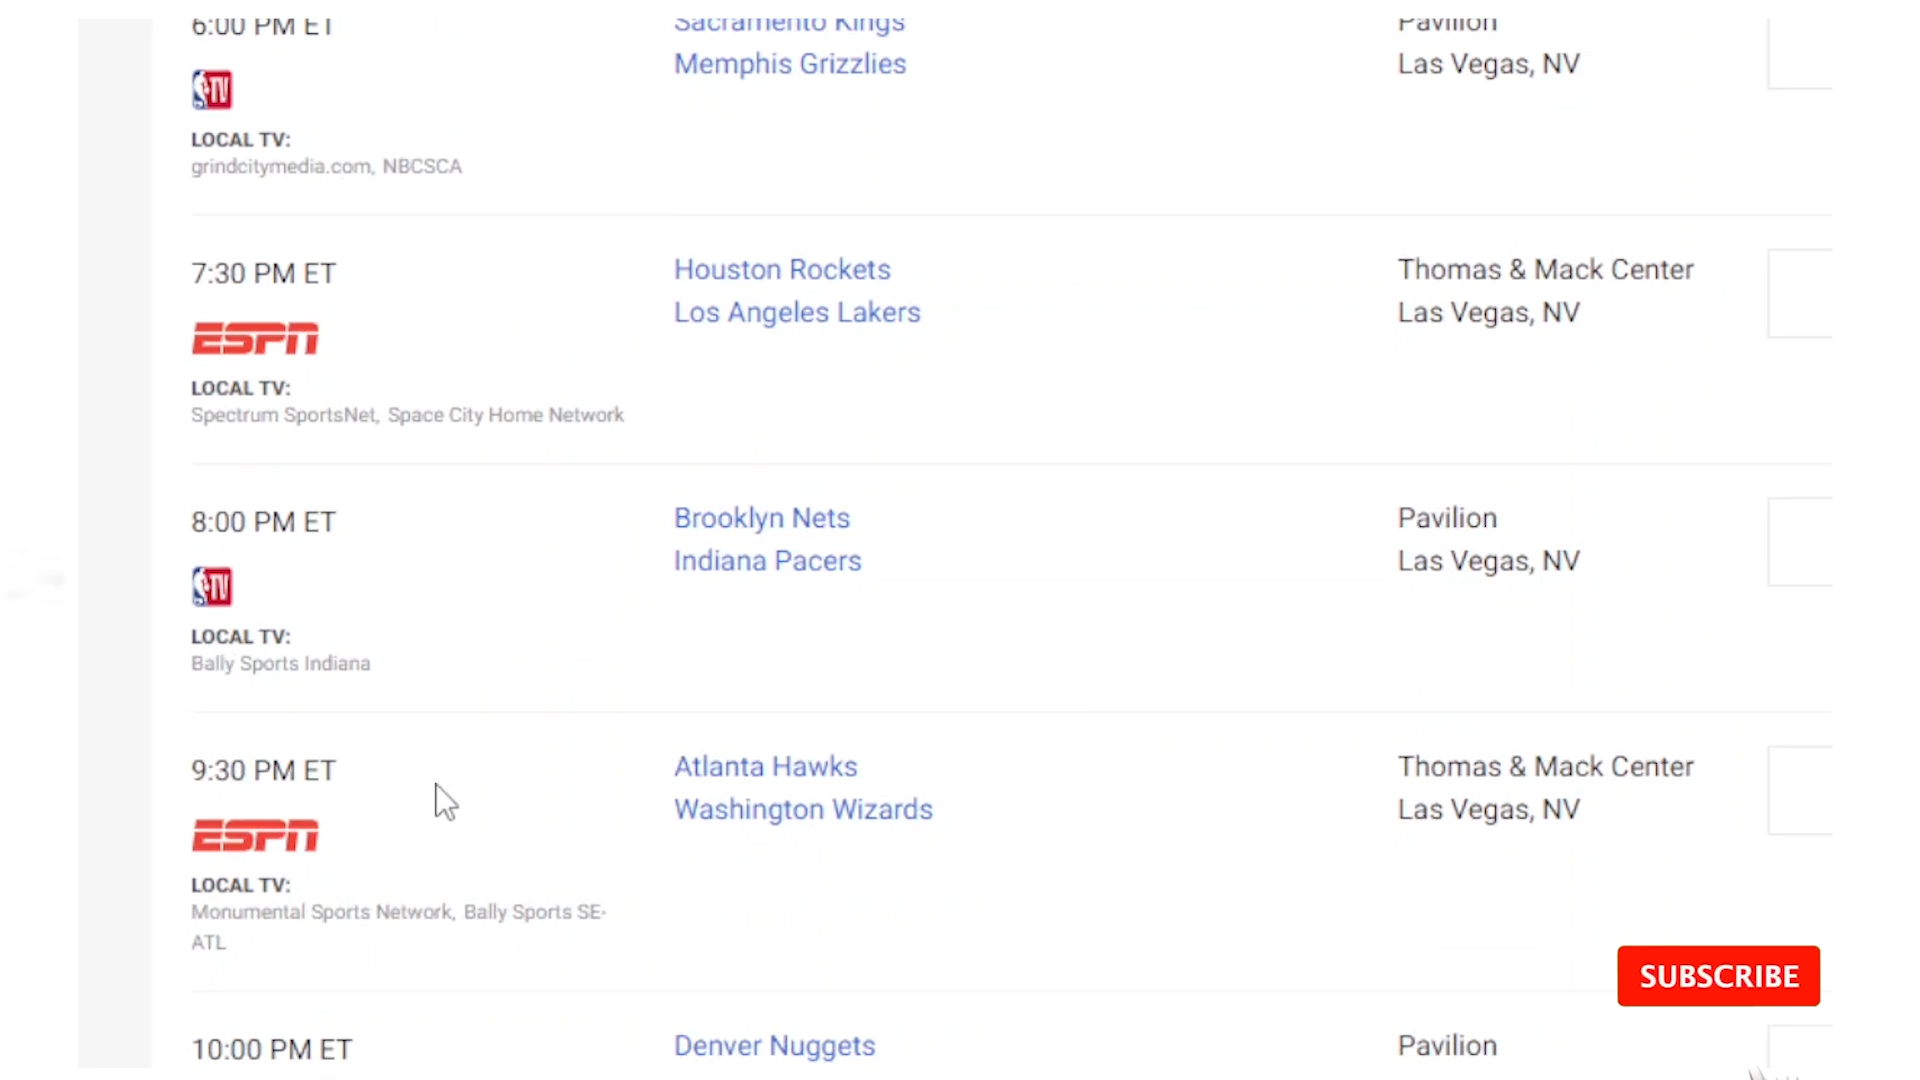 6:00 PM ET
Sacramento Kings
Memphis Grizzlies
Pavilion
Las Vegas, NV
TV
LOCAL TV:
grindcitymedia.com, NBCSCA
7:30 PM ET
Houston Rockets
Los Angeles Lakers
Thomas & Mack Center
Las Vegas, NV
ESPN
LOCAL TV:
Spectrum SportsNet, Space City Home Network
8:00 PM ET
Brooklyn Nets
Indiana Pacers
Pavilion
Las Vegas, NV
TV
LOCAL TV:
Bally Sports Indiana
9:30 PM ET
Atlanta Hawks
Washington Wizards
Thomas & Mack Center
Las Vegas, NV
ESPN
LOCAL TV:
Monumental Sports Network, Bally Sports SE-
ATL
SUBSCRIBE
10:00 PM ET
Denver Nuggets
Pavilion